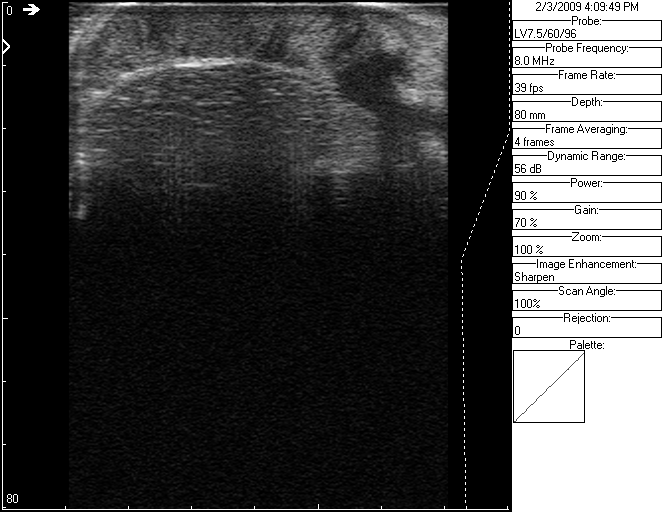 0
80
2/3/2009 4:09:49 PM
Probe:
LV7.5/60/96
Probe Frequency:
8.0 MHz
Frame Rate:
39 fps
Depth:
80 mm
Frame Averaging:
4 frames
Dynamic Range:
56 dB
Power:
90 %
Gain:
70 %
Zoom:
100 %
Image Enhancement:
Sharpen
Scan Angle:
100%
Rejection:
0
Palette: